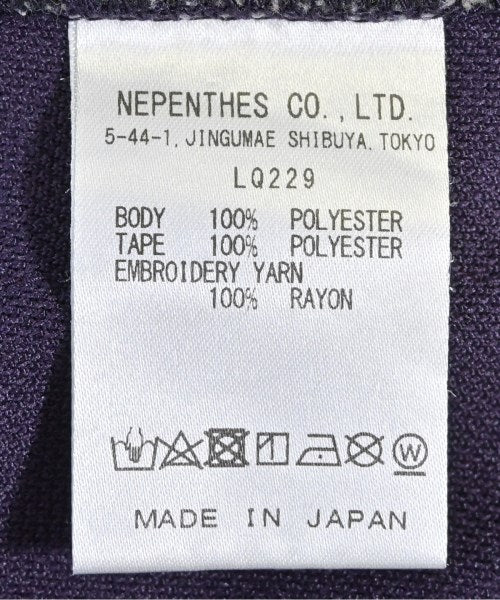 NEPENTHES CO., LTD.
5-44-1, JINGUMAE SHIBUYA, TOKYO
LQ229
BODY 100% POLYESTER
TAPE 100% POLYESTER
EMBROIDERY YARN
100% RAYON
W
MADE IN JAPAN